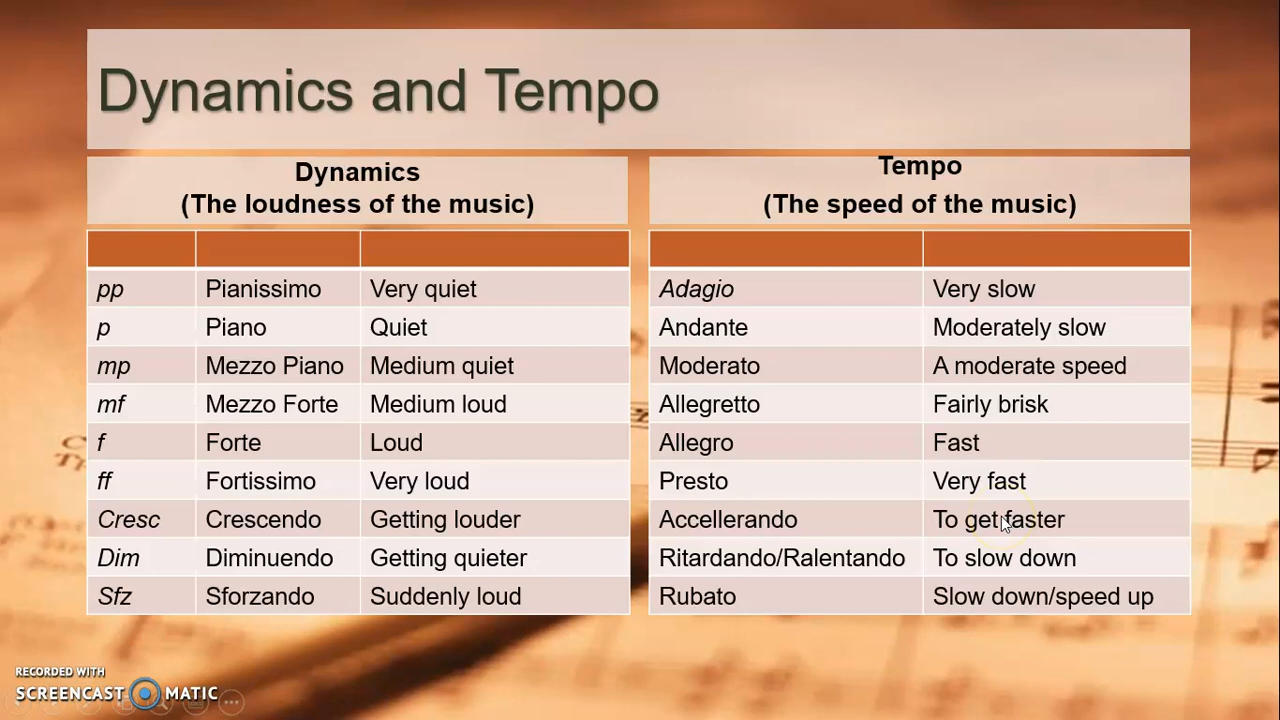 Dynamics and Tempo
Dynamics
(The loudness of the music)
pp Pianissimo Very quiet
p Piano Quiet
mp Mezzo Piano Medium quiet
mf Mezzo Forte Medium loud
f Forte Loud
ff Fortissimo Very loud
Cresc Crescendo Getting louder
Dim Diminuendo Getting quieter
Sfz Sforzando Suddenly loud
Tempo
(The speed of the music)
Adagio Very slow
Andante Moderately slow
Moderato A moderate speed
Allegretto Fairly brisk
Allegro Fast
Presto Very fast
Accellerando To get faster
Ritardando/Ralentando To slow down
Rubato Slow down/speed up
RECORDED WITH
SCREENCAST MATIC